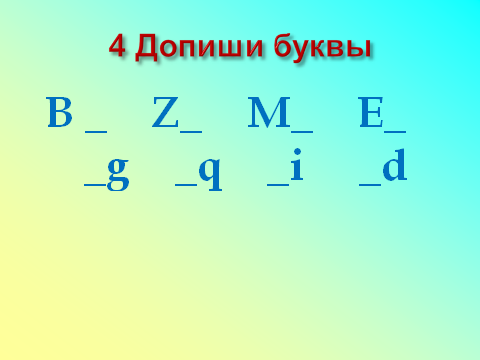 4 Допиши буквы
B _ Z_ M_ E_
_g _q _i _d